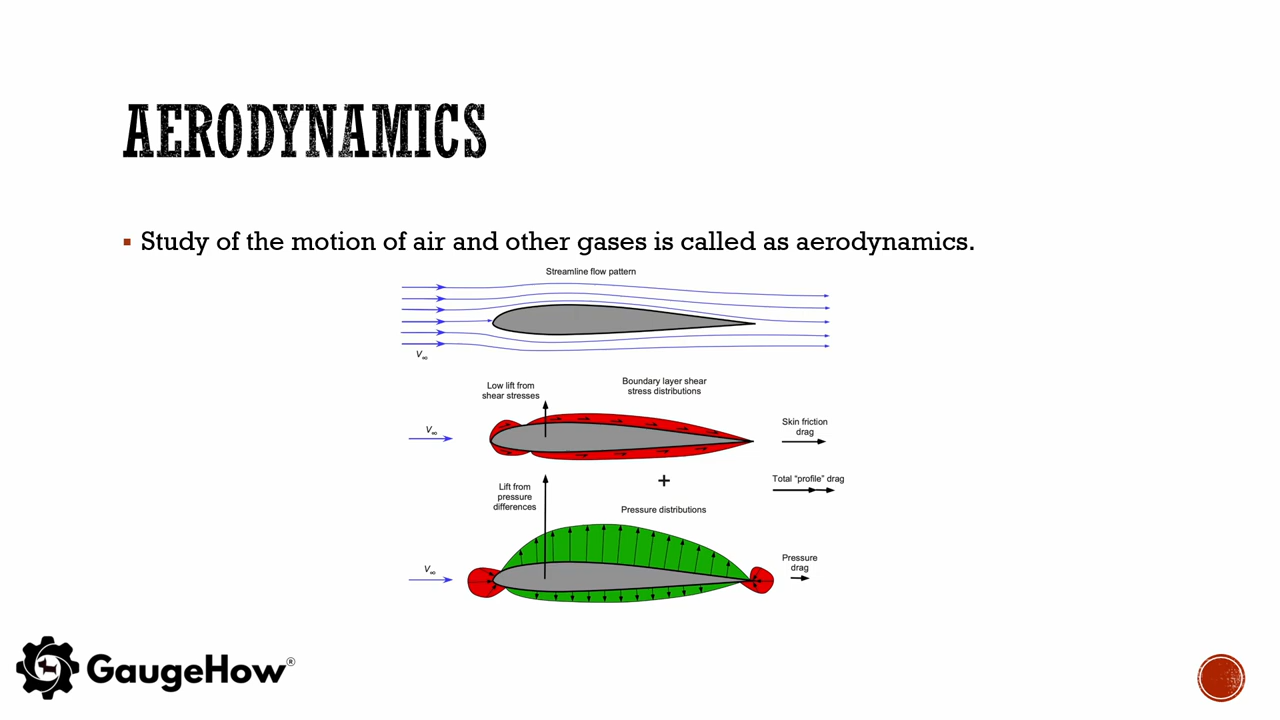 AERODYNAMICS
▪ Study of the motion of air and other gases is called as aerodynamics.
Streamline flow pattern
V∞
Low lift from
shear stresses
Boundary layer shear
stress distributions
V∞
Skin friction
drag
Lift from
pressure
differences
+
Total “profile” drag
Pressure distributions
V∞
Pressure
drag
GaugeHow®